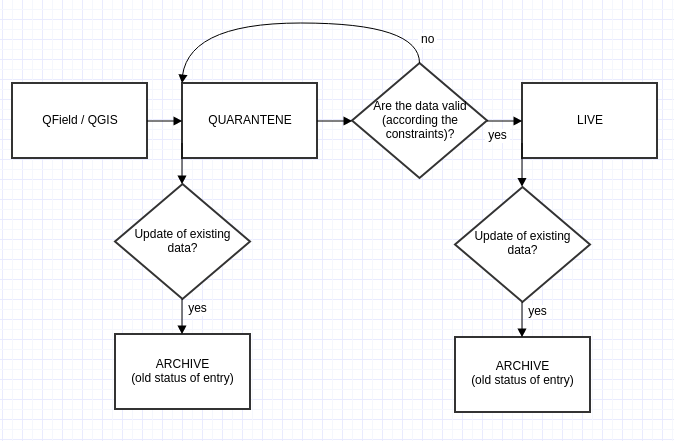 no
QField / QGIS
QUARANTENE
Are the data valid
(according the
constraints)?
yes
LIVE
Update of existing
data?
Update of existing
data?
yes
yes
ARCHIVE
(old status of entry)
ARCHIVE
(old status of entry)